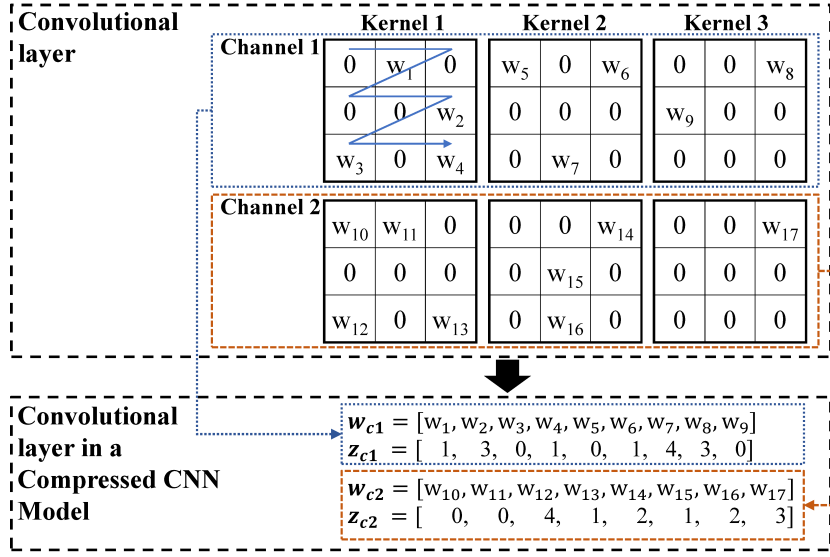 Convolutional
layer
Kernel 1 Kernel 2 Kernel 3
Channel 1
0 w₁ 0 w₅ 0 w₆ 0 0 w₈
0 0 w₂ 0 0 0 w₉ 0 0
w₃ 0 w₄ 0 w₇ 0 0 0 0
Channel 2
w₁₀ w₁₁ 0 0 0 w₁₄ 0 0 w₁₇
0 0 0 0 w₁₅ 0 0 0 0
w₁₂ 0 w₁₃ 0 w₁₆ 0 0 0 0
Convolutional
layer in a
Compressed CNN
Model
w_c1 = [w₁, w₂, w₃, w₄, w₅, w₆, w₇, w₈, w₉]
z_c1 = [ 1, 3, 0, 1, 0, 1, 4, 3, 0]
w_c2 = [w₁₀, w₁₁, w₁₂, w₁₃, w₁₄, w₁₅, w₁₆, w₁₇]
z_c2 = [ 0, 0, 4, 1, 2, 1, 2, 3]